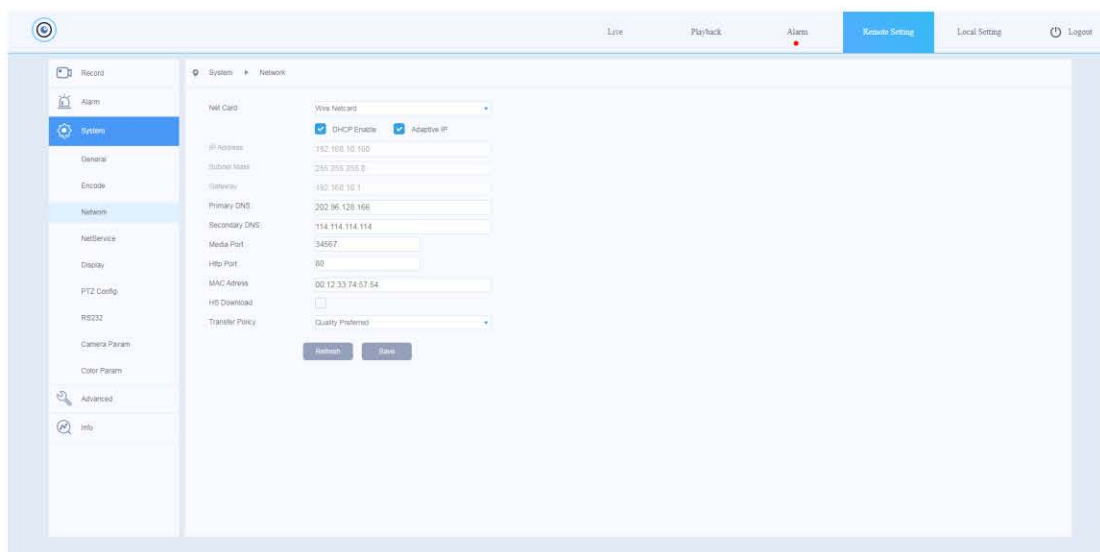 Live Playback Alarm Remote Setting Local Setting Logout
Record
Alarm
System
General
Encode
Network
NetService
Display
PTZ Config
RS232
Camera Param
Color Param
Advanced
Info
System Network
Net Card Wire Netcard
DHCP Enable Adaptive IP
IP Address 192.168.10.160
Subnet Mask 255.255.255.0
Gateway 192.168.10.1
Primary DNS 202.96.128.166
Secondary DNS 114.114.114.114
Media Port 34567
Http Port 80
MAC Adress 00:12:33:74:57:54
HS Download
Transfer Policy Quality Preferred
Refresh Save